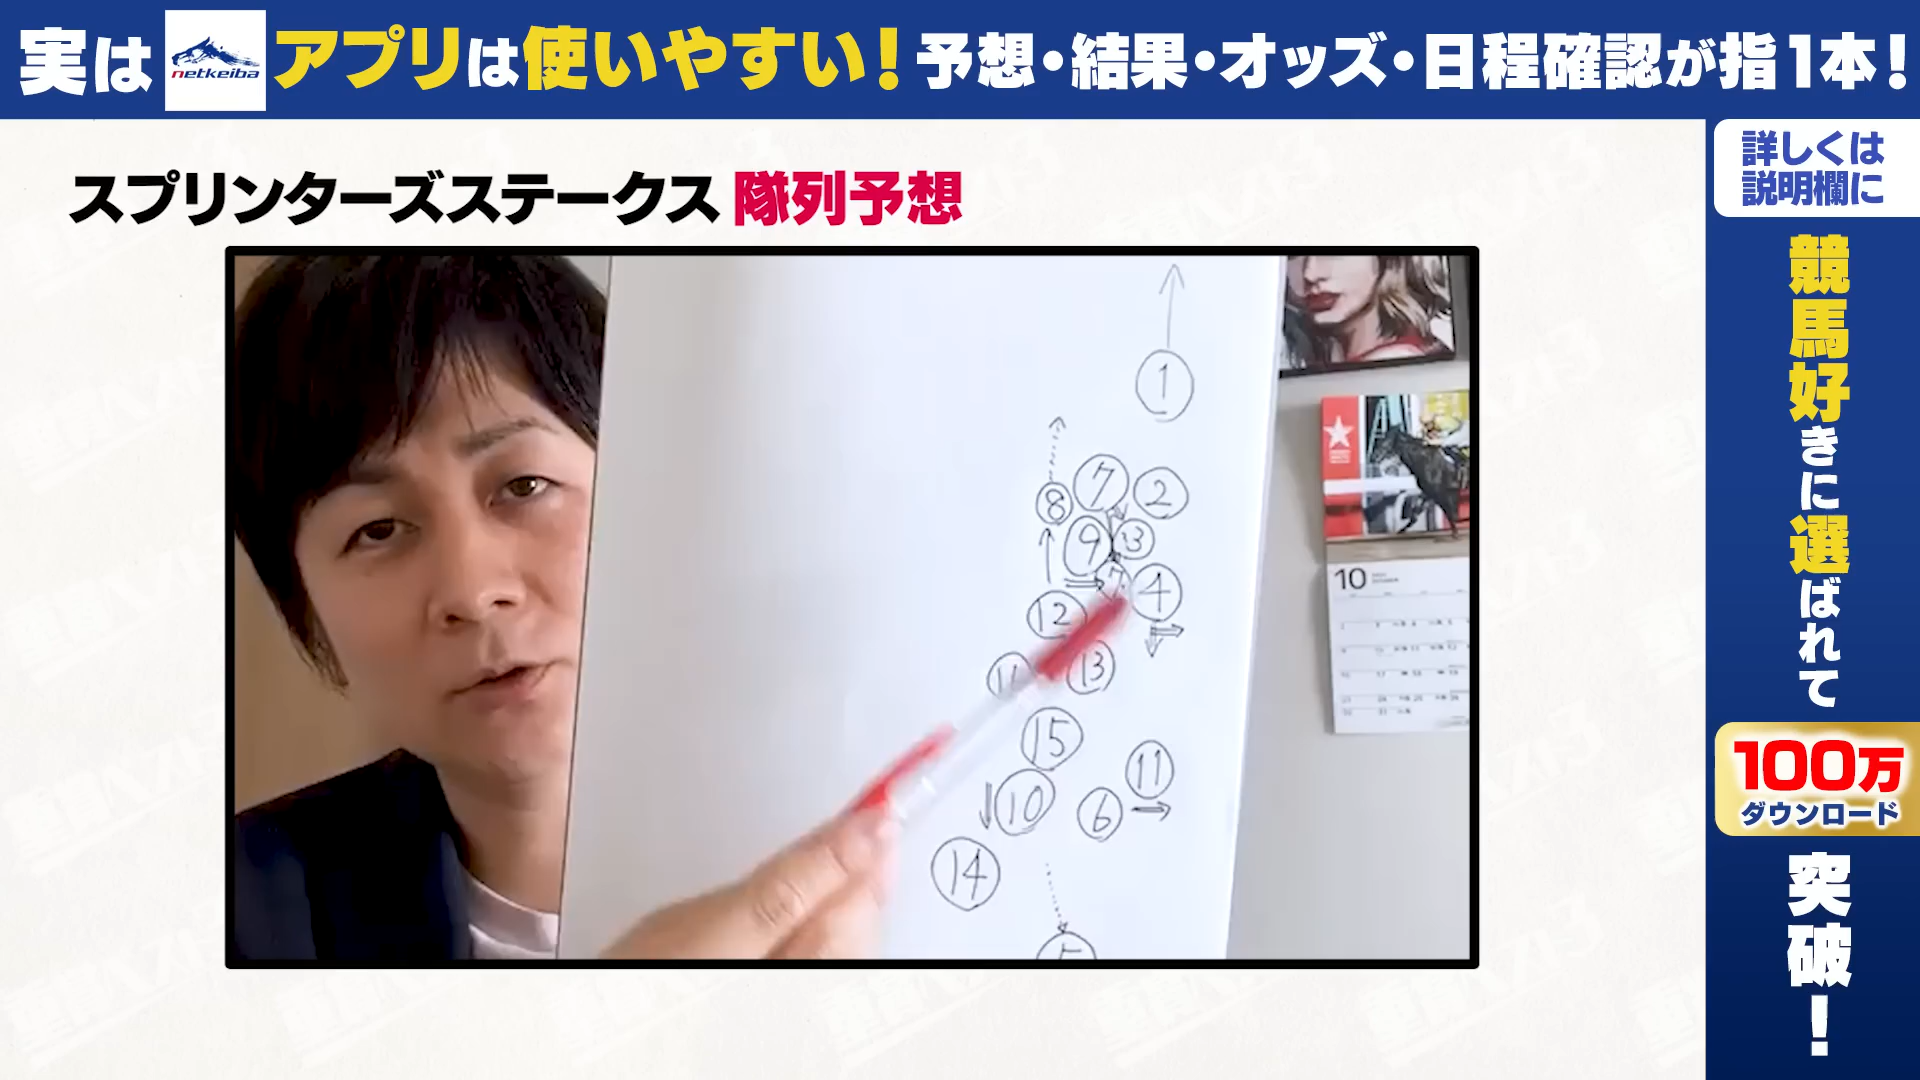 実は netkeiba アプリは使いやすい！予想・結果・オッズ・日程確認が指1本！
詳しくは
説明欄に
競馬好きに選ばれて
100万
ダウンロード
突破！
スプリンターズステークス 隊列予想
1
7
2
8
9
3
4
12
13
15
11
10
6
14
10